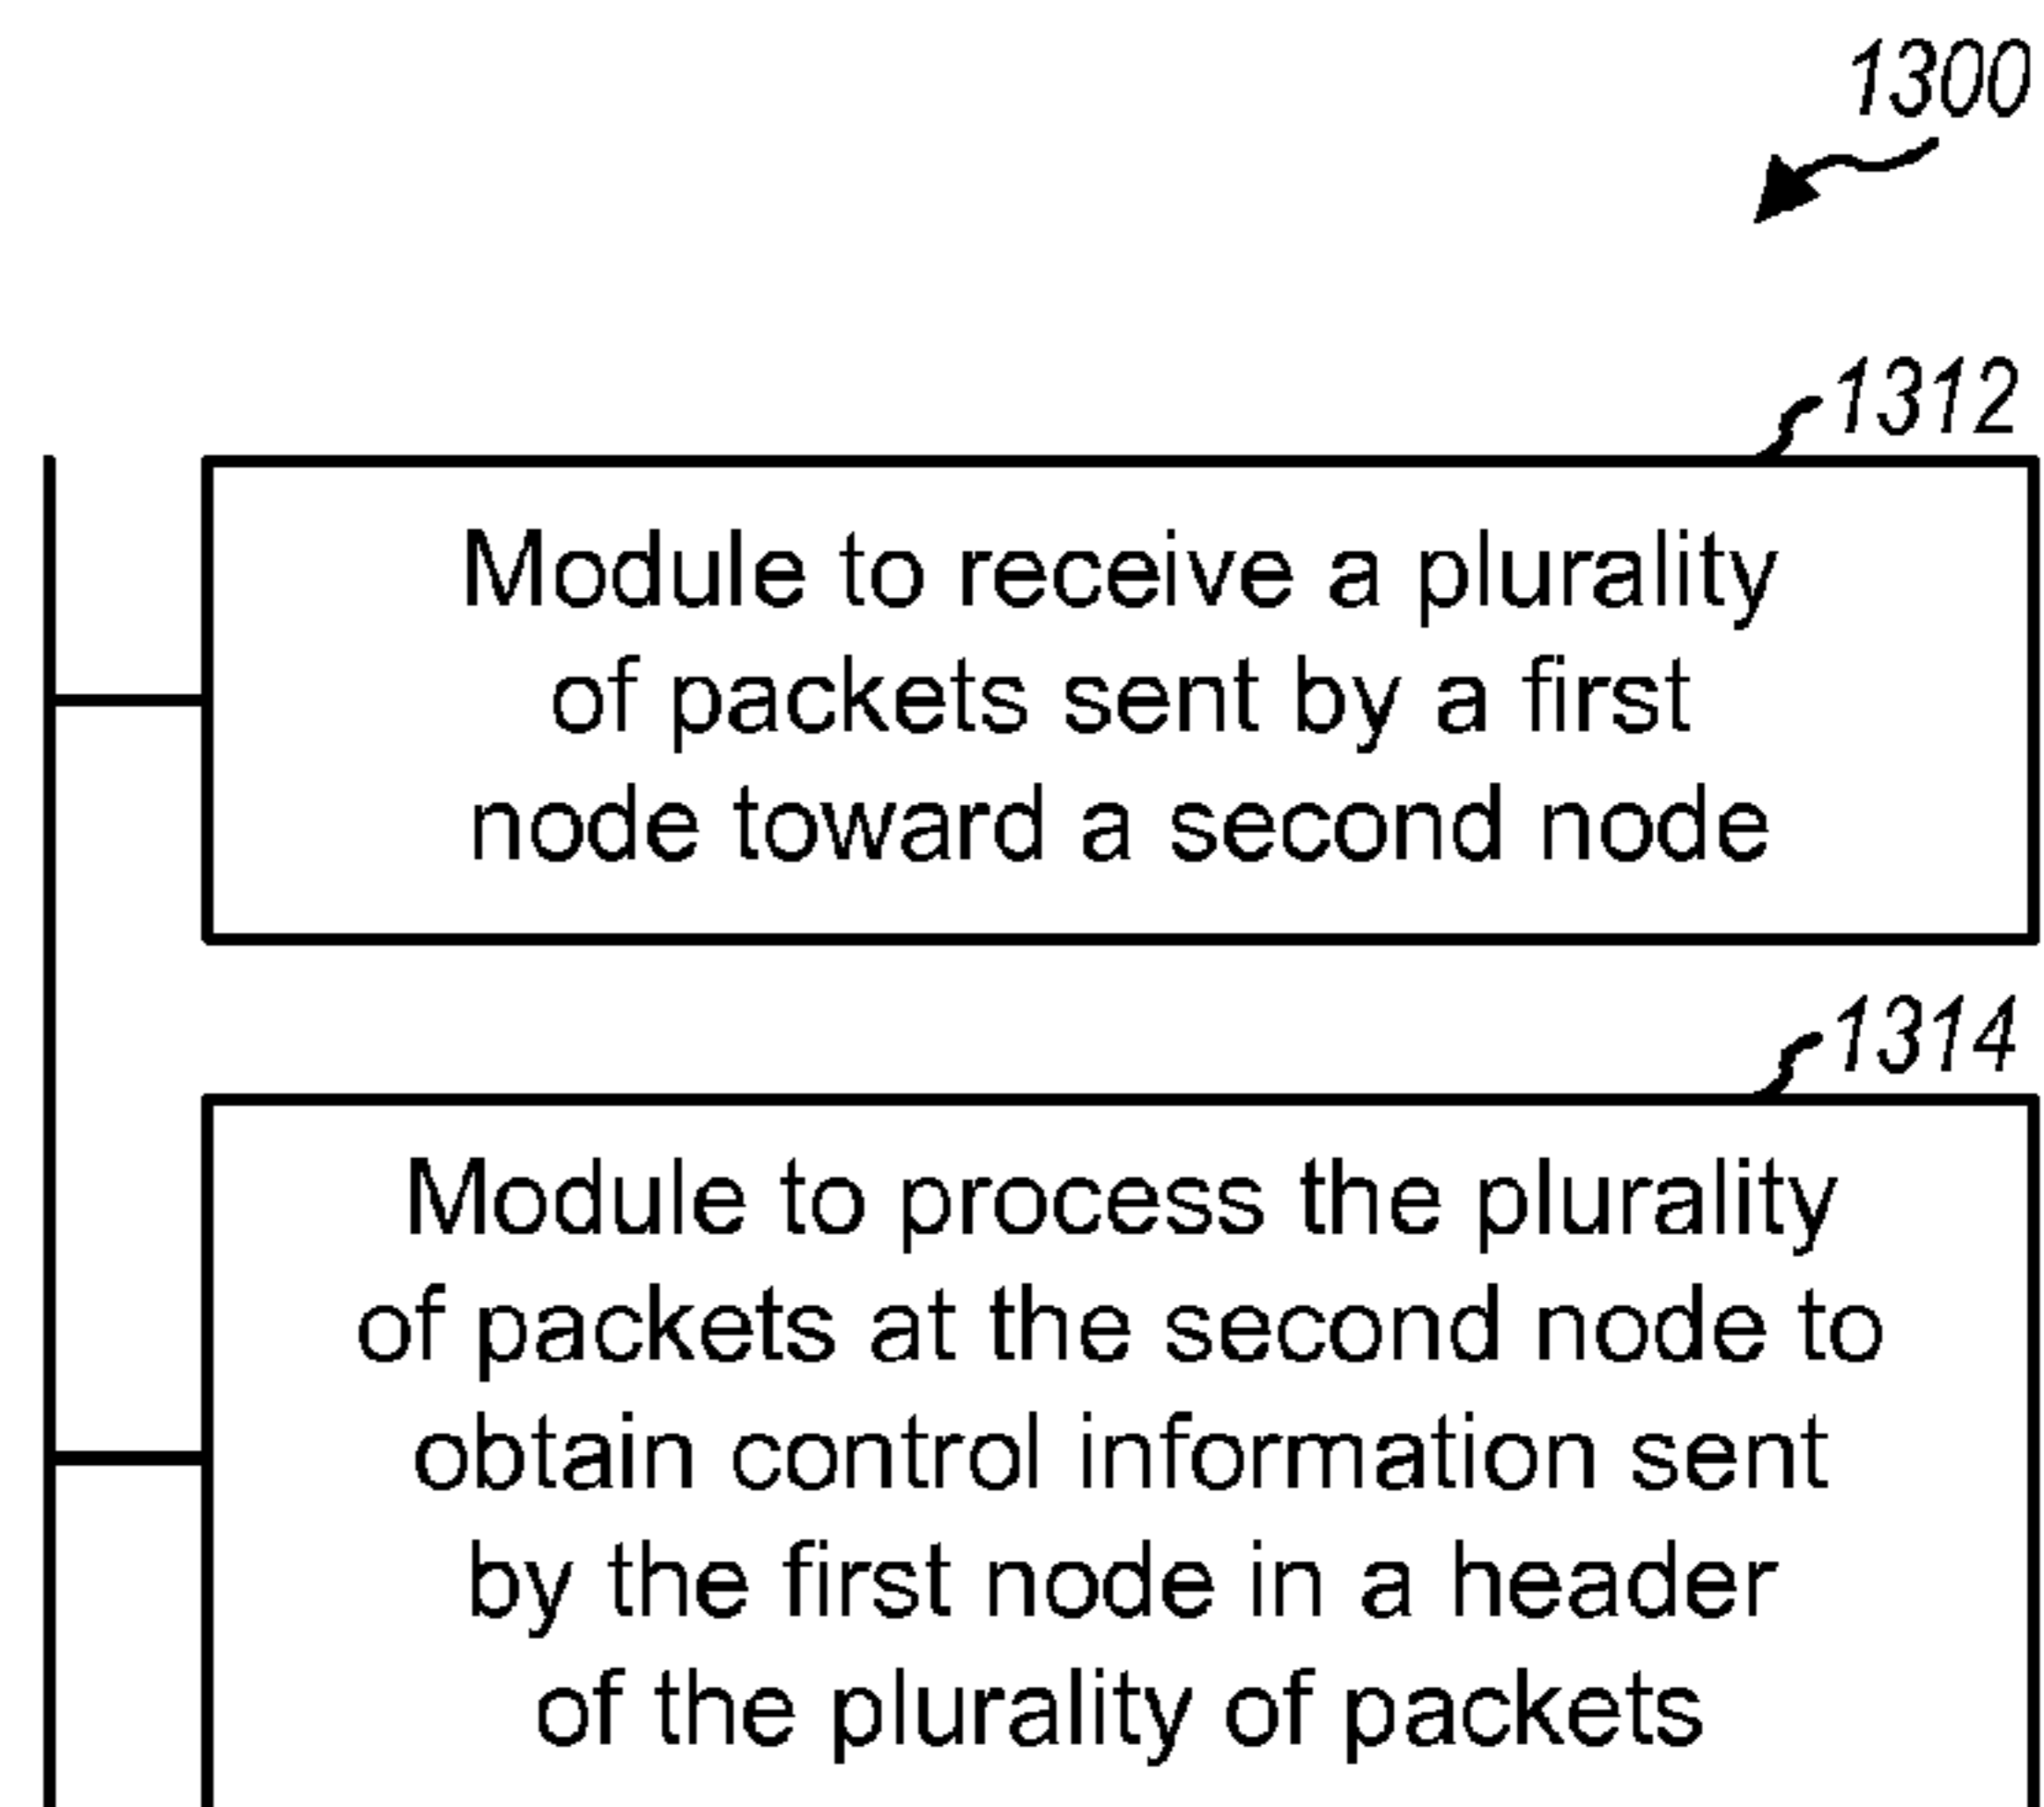 1300
1312
Module to receive a plurality
of packets sent by a first
node toward a second node
1314
Module to process the plurality
of packets at the second node to
obtain control information sent
by the first node in a header
of the plurality of packets